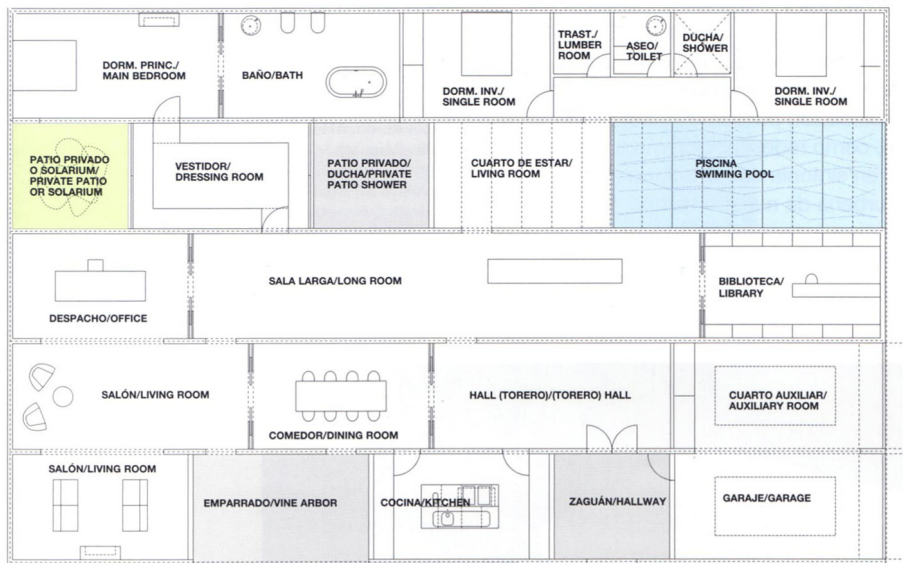 DORM. PRINC./
MAIN BEDROOM
BAÑO/BATH
DORM. INV./
SINGLE ROOM
TRAST./
LUMBER
ROOM
ASEO/
TOILET
DUCHA/
SHOWER
DORM. INV./
SINGLE ROOM
PATIO PRIVADO
O SOLARIUM/
PRIVATE PATIO
OR SOLARIUM
VESTIDOR/
DRESSING ROOM
PATIO PRIVADO/
DUCHA/PRIVATE
PATIO SHOWER
CUARTO DE ESTAR/
LIVING ROOM
PISCINA
SWIMING POOL
DESPACHO/OFFICE
SALA LARGA/LONG ROOM
BIBLIOTECA/
LIBRARY
SALÓN/LIVING ROOM
COMEDOR/DINING ROOM
HALL (TORERO)/(TORERO) HALL
CUARTO AUXILIAR/
AUXILIARY ROOM
SALÓN/LIVING ROOM
EMPARRADO/VINE ARBOR
COCINA/KITCHEN
ZAGUÁN/HALLWAY
GARAJE/GARAGE